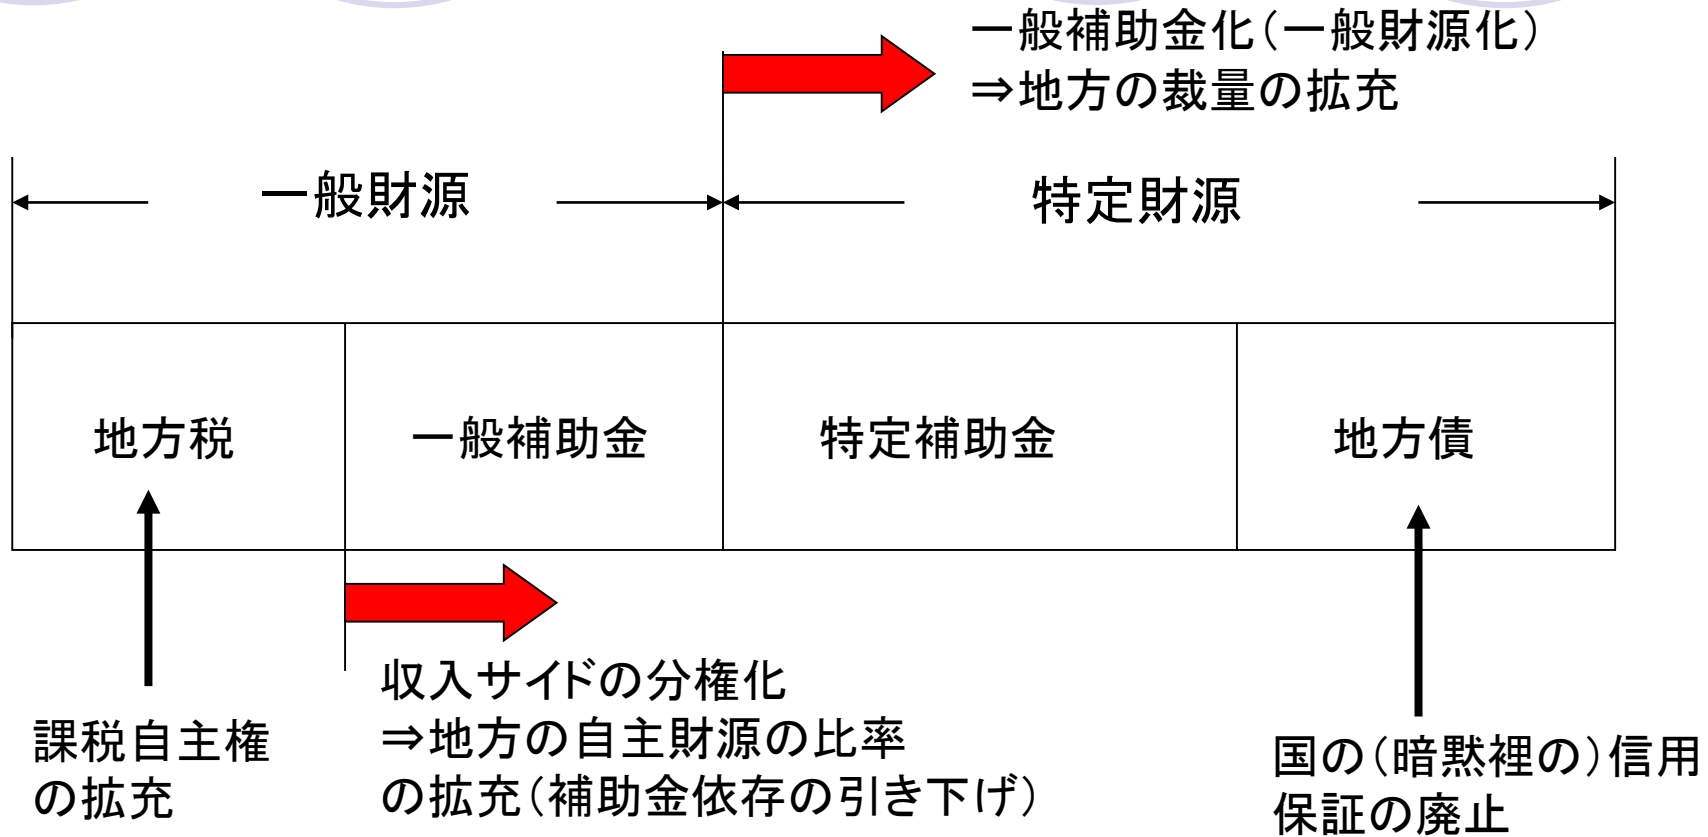 一般補助金化（一般財源化）
⇒地方の裁量の拡充
一般財源
特定財源
地方税
一般補助金
特定補助金
地方債
収入サイドの分権化
⇒地方の自主財源の比率
の拡充（補助金依存の引き下げ）
課税自主権
の拡充
国の（暗黙裡の）信用
保証の廃止